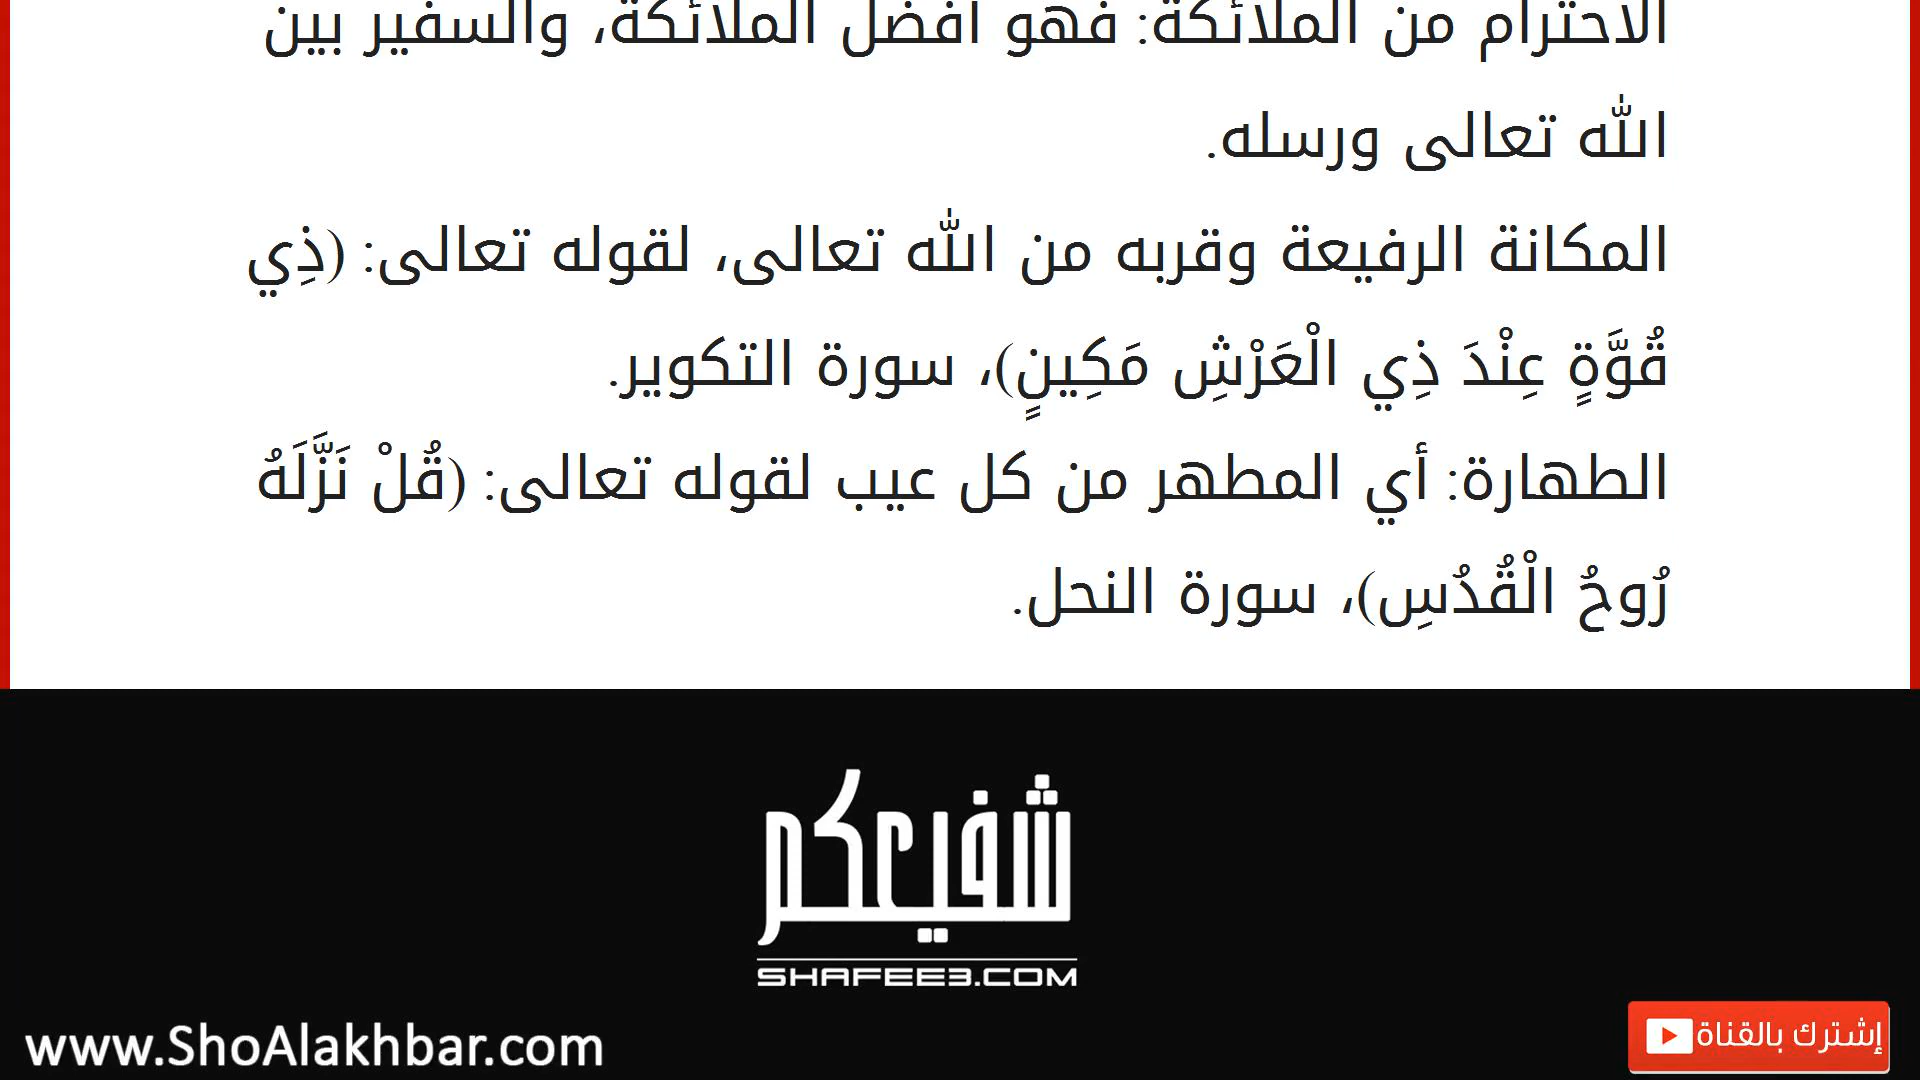 الاحترام من الملائكة: فهو أفضل الملائكة، والسفير بين
الله تعالى ورسله.
المكانة الرفيعة وقربه من الله تعالى، لقوله تعالى: (ذِي
قُوَّةٍ عِنْدَ ذِي الْعَرْشِ مَكِينٍ)، سورة التكوير.
الطهارة: أي المطهر من كل عيب لقوله تعالى: (قُلْ نَزَّلَهُ
رُوحُ الْقُدُسِ)، سورة النحل.
شفيعكم
SHAFEE3.COM
www.ShoAlakhbar.com
إشترك بالقناة